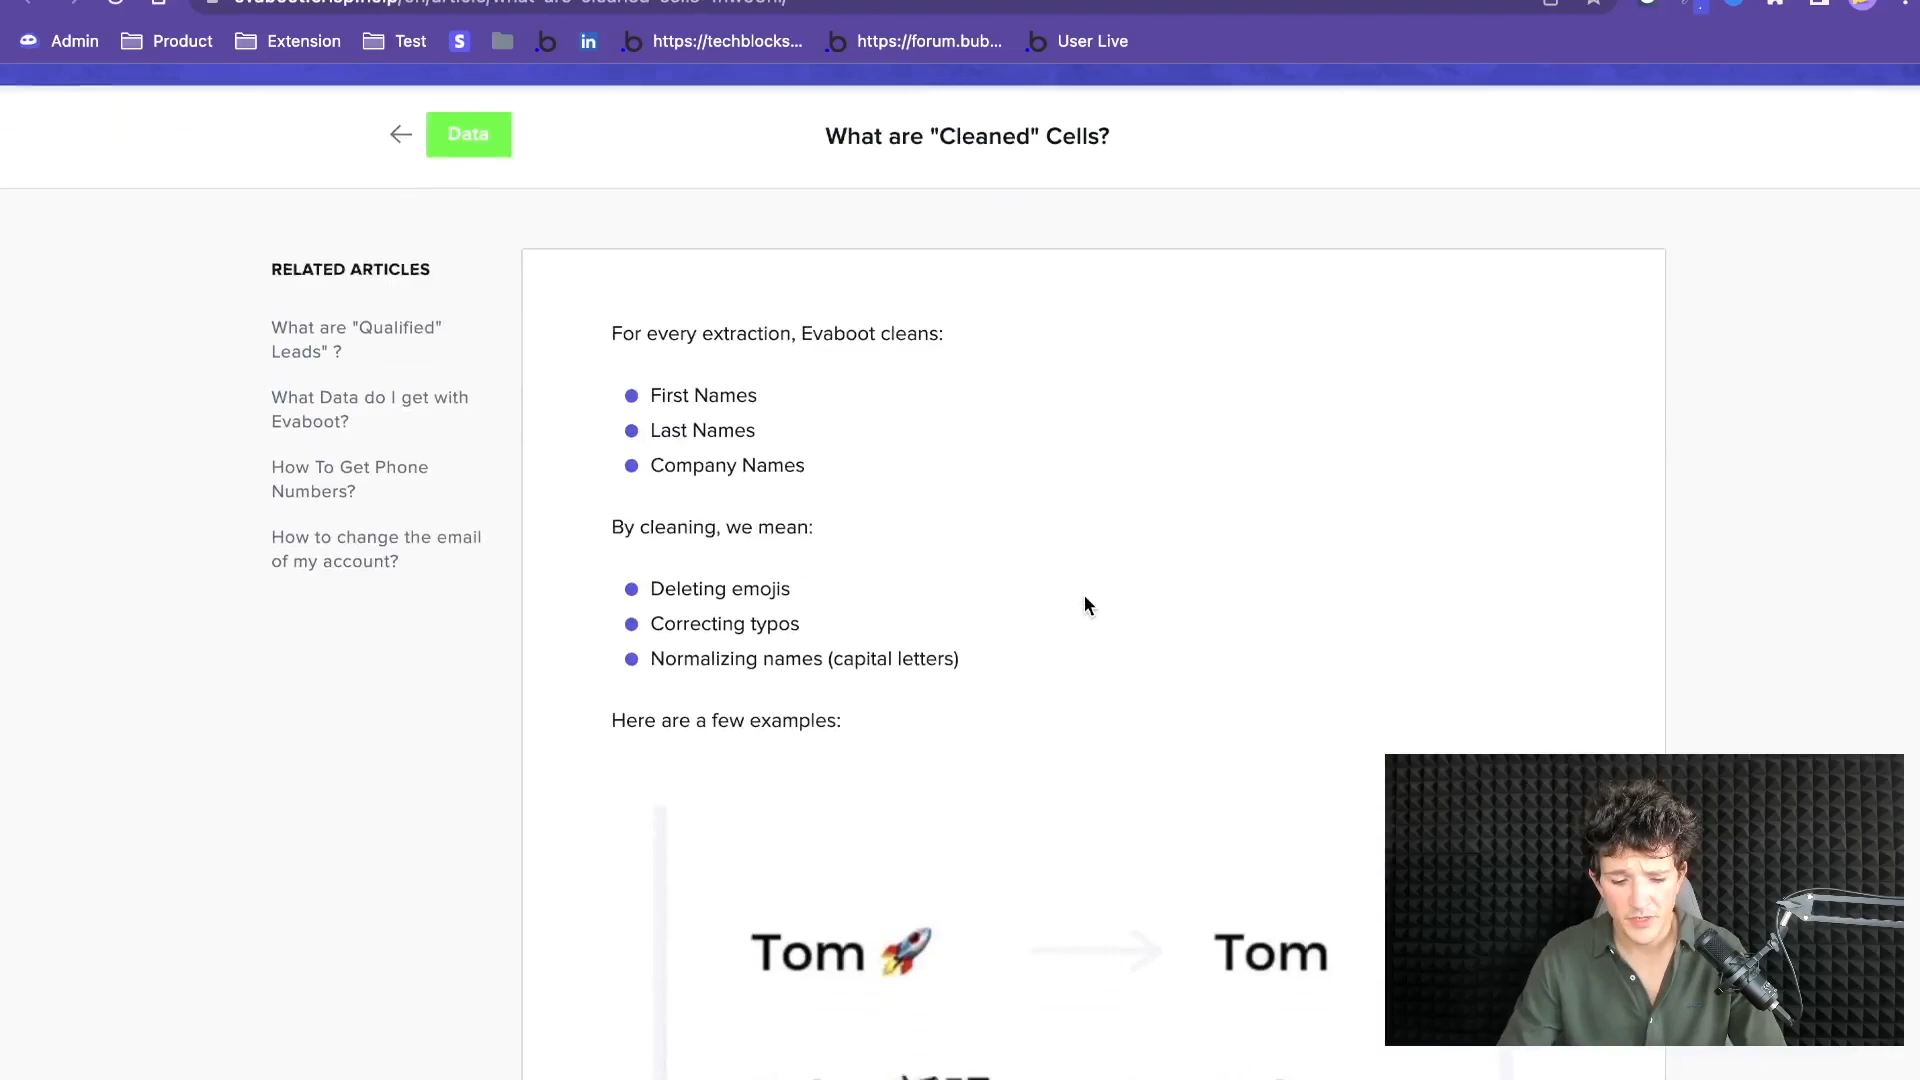 Admin Product Extension Test S b in b https://techblocks... b https://forum.bub... b User Live
Data
What are "Cleaned" Cells?
RELATED ARTICLES
What are "Qualified"
Leads" ?
What Data do I get with
Evaboot?
How To Get Phone
Numbers?
How to change the email
of my account?
For every extraction, Evaboot cleans:
First Names
Last Names
Company Names
By cleaning, we mean:
Deleting emojis
Correcting typos
Normalizing names (capital letters)
Here are a few examples:
Tom 🚀 Tom